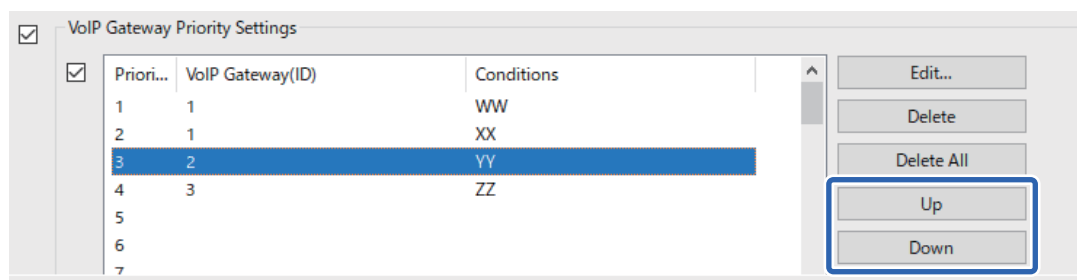 VoIP Gateway Priority Settings
Priori... VoIP Gateway(ID) Conditions
1 1 WW
2 1 XX
3 2 YY
4 3 ZZ
5
6
7
Edit...
Delete
Delete All
Up
Down